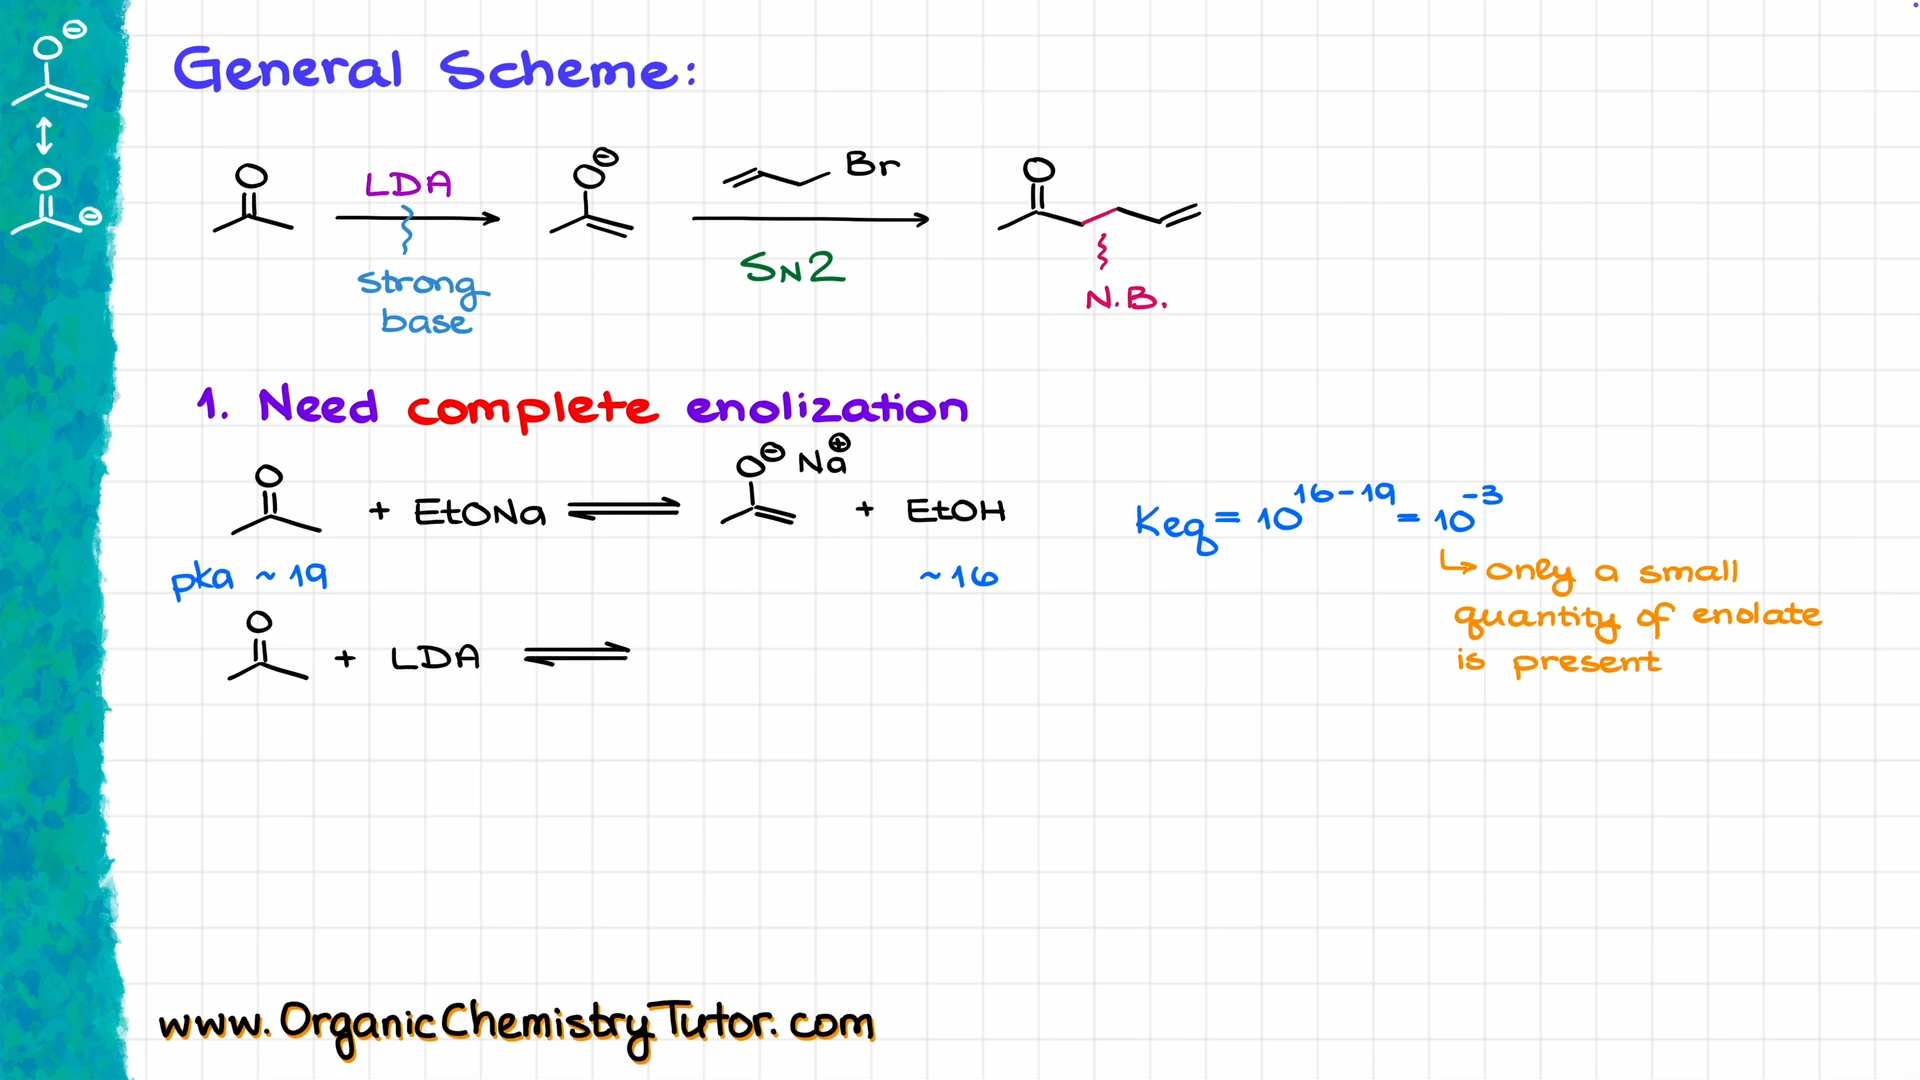 General Scheme:
O
O⊖
O
O⊖
O
LDA
strong
base
Br
SN2
O
N.B.
O
⊖
1. Need complete enolization
O + EtONa ⇌ O⊖ Na⊕ + EtOH
pka ~ 19 ~ 16
Keq = 10^16-19 = 10^-3
↳ only a small
quantity of enolate
is present
O + LDA ⇌
www.OrganicChemistryTutor.com